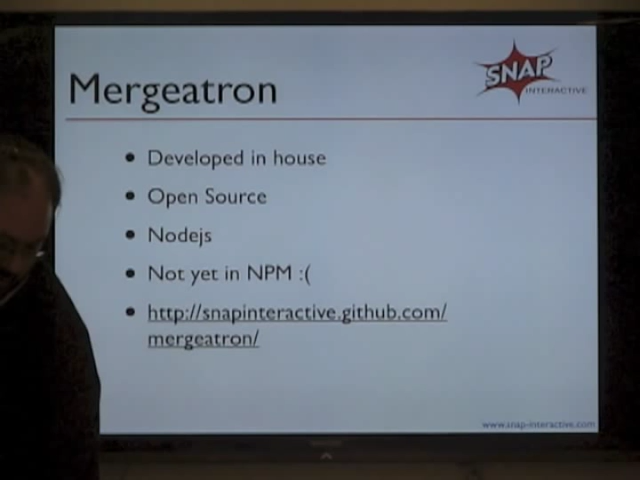 Mergeatron
SNAP
INTERACTIVE
• Developed in house
• Open Source
• Nodejs
• Not yet in NPM :(
• http://snapinteractive.github.com/
mergeatron/
www.snap-interactive.com